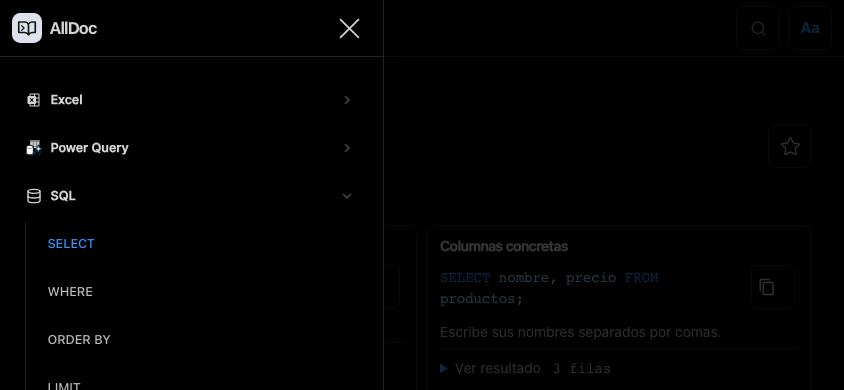 AllDoc
Aa
Excel
Power Query
SQL
SELECT
WHERE
ORDER BY
LIMIT
Columnas concretas
SELECT nombre, precio FROM
productos;
Escribe sus nombres separados por comas.
Ver resultado 3 filas